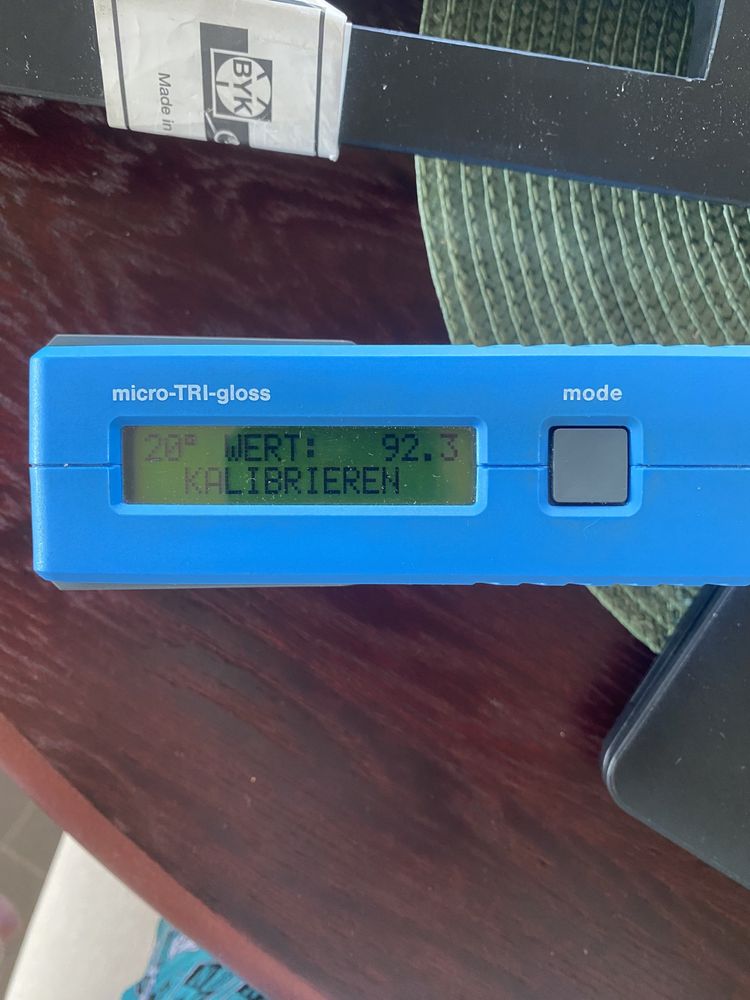 BYK
Made in
micro-TRI-gloss
mode
20° WERT: 92.3
KALIBRIEREN